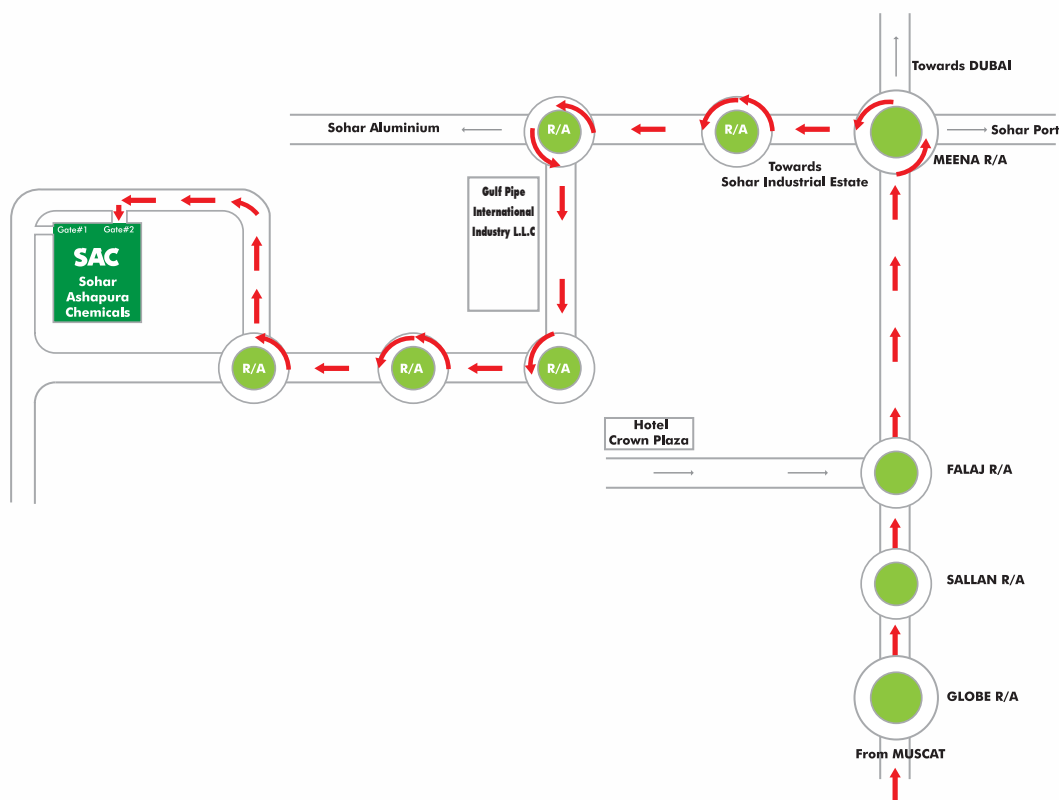 Towards DUBAI
Sohar Aluminium
R/A
R/A
Sohar Port
MEENA R/A
Towards
Sohar Industrial Estate
Gulf Pipe
International
Industry L.L.C
Gate#1
Gate#2
SAC
Sohar
Ashapura
Chemicals
R/A
R/A
R/A
Hotel
Crown Plaza
FALAJ R/A
SALLAN R/A
GLOBE R/A
From MUSCAT